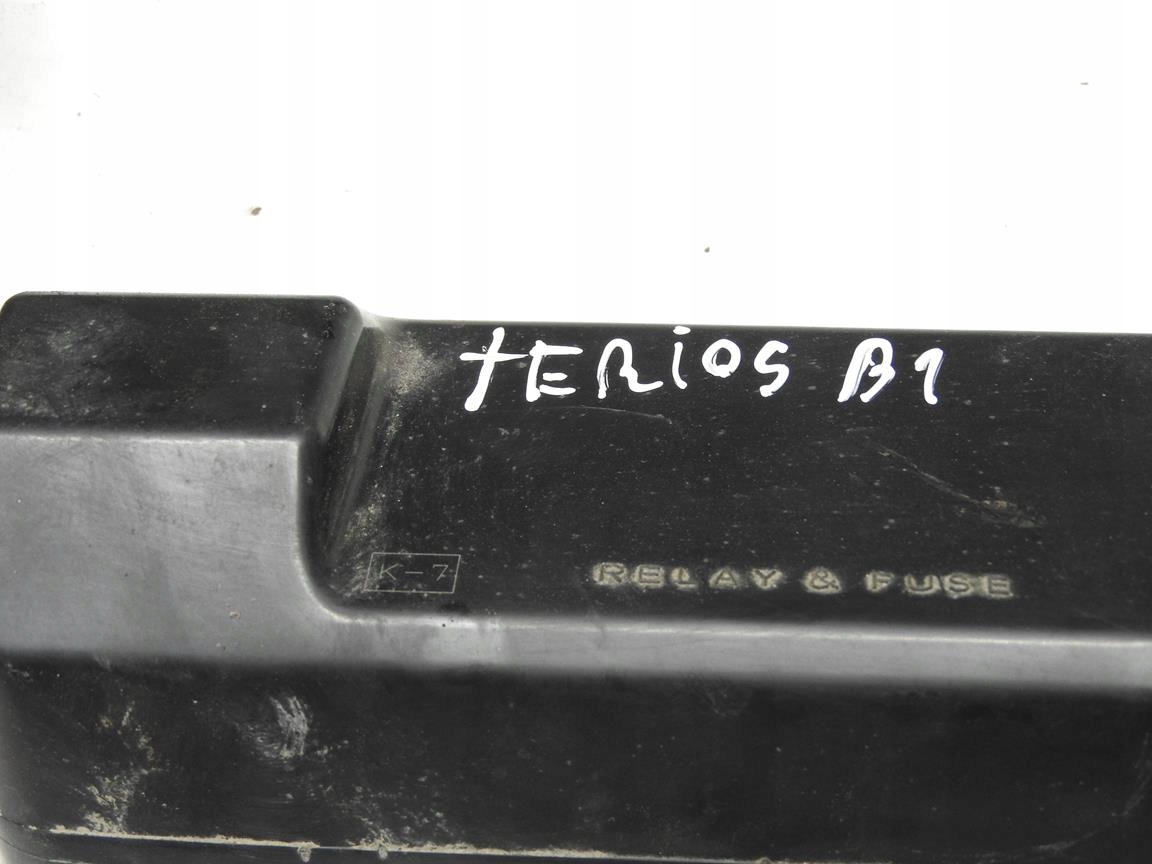 tERiOS B1
K-7
RELAY & FUSE